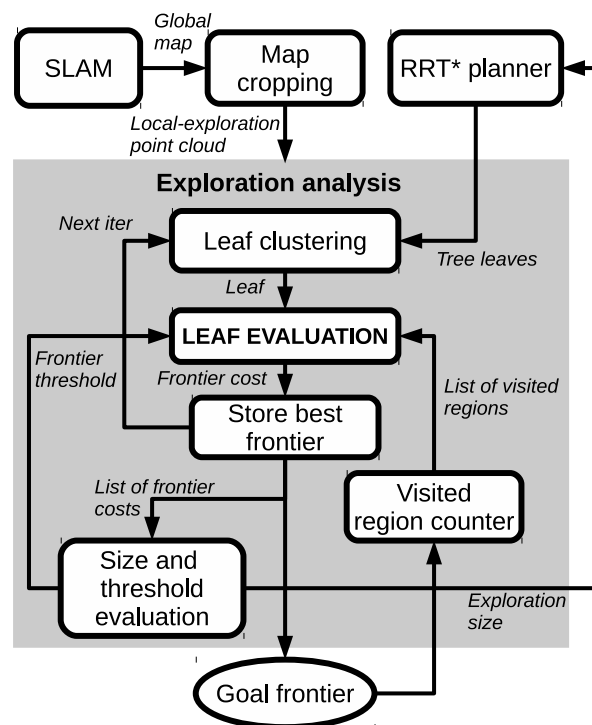 Global
map
SLAM
Map
cropping
RRT* planner
Local-exploration
point cloud
Exploration analysis
Next iter
Leaf clustering
Tree leaves
Leaf
LEAF EVALUATION
Frontier
threshold
Frontier cost
List of visited
regions
Store best
frontier
List of frontier
costs
Visited
region counter
Size and
threshold
evaluation
Exploration
size
Goal frontier